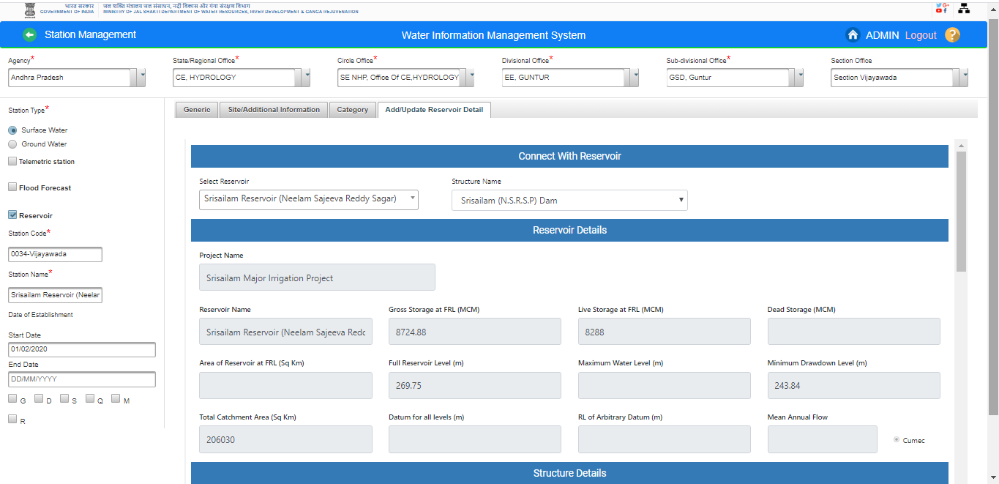 भारत सरकार
GOVERNMENT OF INDIA
जल शक्ति मंत्रालय जल संसाधन, नदी विकास और गंगा संरक्षण विभाग
MINISTRY OF JAL SHAKTI DEPARTMENT OF WATER RESOURCES, RIVER DEVELOPMENT & GANGA REJUVENATION
Station Management
Water Information Management System
ADMIN Logout ?
Agency* State/Regional Office* Circle Office* Divisional Office* Sub-divisional Office* Section Office
Andhra Pradesh CE, HYDROLOGY SE NHP, Office Of CE,HYDROLOGY EE, GUNTUR GSD, Guntur Section Vijayawada
Station Type*
Surface Water
Ground Water
Telemetric station
Flood Forecast
Reservoir
Station Code*
0034-Vijayawada
Station Name*
Srisailam Reservoir (Neelar
Date of Establishment
Start Date
01/02/2020
End Date
DD/MM/YYYY
G D S Q M
R
Generic Site/Additional Information Category Add/Update Reservoir Detail
Connect With Reservoir
Select Reservoir Structure Name
Srisailam Reservoir (Neelam Sajeeva Reddy Sagar) Srisailam (N.S.R.S.P) Dam
Reservoir Details
Project Name
Srisailam Major Irrigation Project
Reservoir Name Gross Storage at FRL (MCM) Live Storage at FRL (MCM) Dead Storage (MCM)
Srisailam Reservoir (Neelam Sajeeva Redc 8724.88 8288
Area of Reservoir at FRL (Sq Km) Full Reservoir Level (m) Maximum Water Level (m) Minimum Drawdown Level (m)
269.75 243.84
Total Catchment Area (Sq Km) Datum for all levels (m) RL of Arbitrary Datum (m) Mean Annual Flow
206030 Cumec
Structure Details